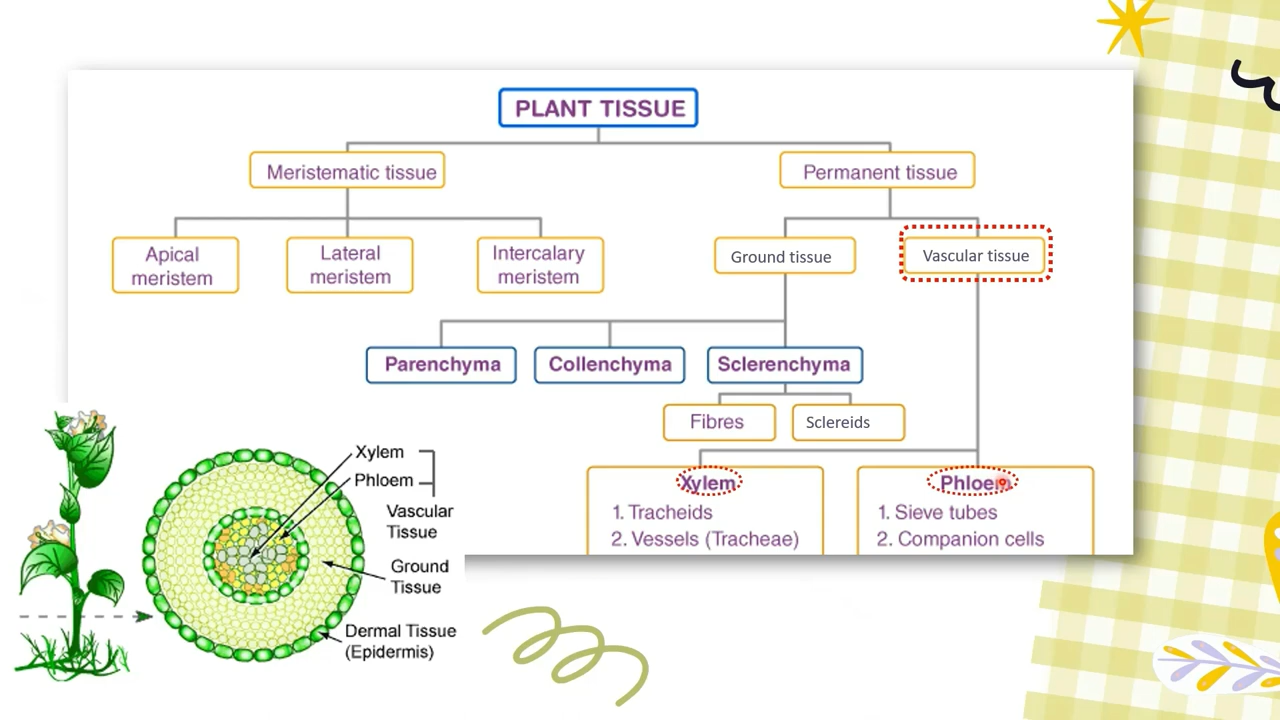 PLANT TISSUE
Meristematic tissue
Permanent tissue
Apical
meristem
Lateral
meristem
Intercalary
meristem
Ground tissue
Vascular tissue
Parenchyma
Collenchyma
Sclerenchyma
Fibres
Sclereids
Xylem
1. Tracheids
2. Vessels (Tracheae)
Phloem
1. Sieve tubes
2. Companion cells
Xylem
Phloem
Vascular
Tissue
Ground
Tissue
Dermal Tissue
(Epidermis)